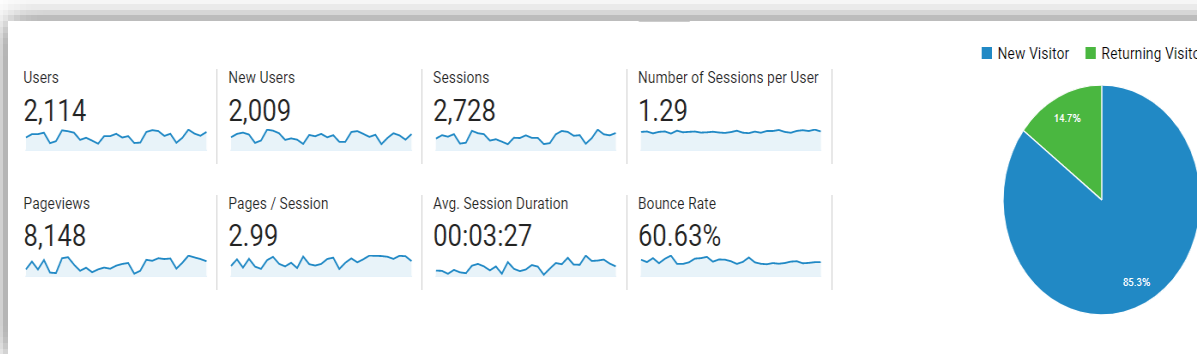 New Visitor Returning
Users New Users Sessions Number of Sessions per User
2,114 2,009 2,728 1.29
14.7%
Pageviews Pages / Session Avg. Session Duration Bounce Rate
8,148 2.99 00:03:27 60.63%
85.3%